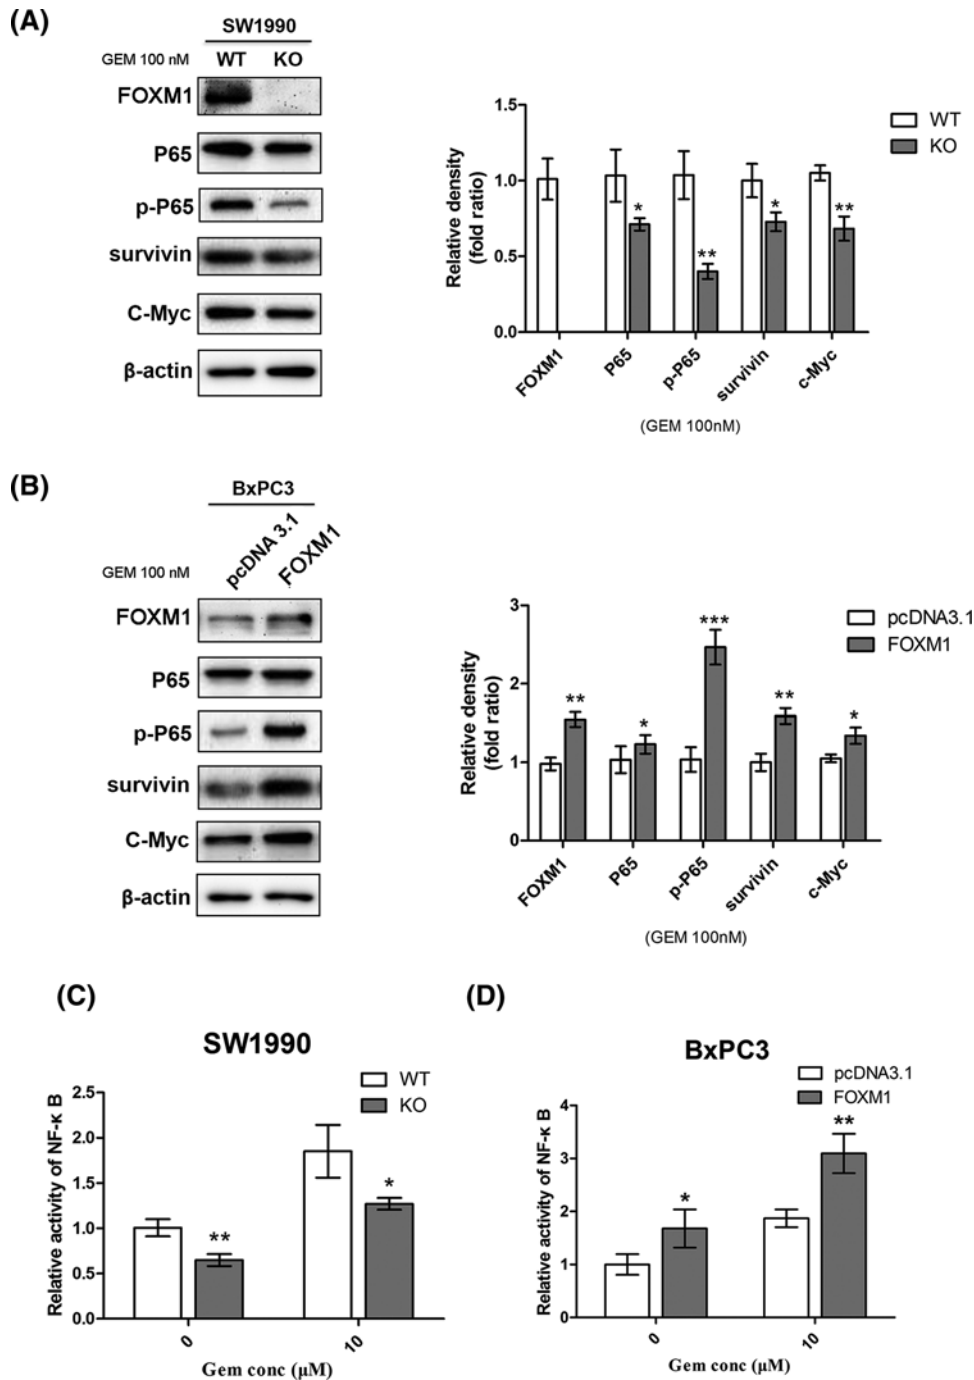 (A)
SW1990
GEM 100 nM WT KO
FOXM1
P65
p-P65
survivin
C-Myc
β-actin
WT
KO
Relative density
(fold ratio)
1.5
1.0
0.5
0.0
* ** * **
FOXM1 P65 p-P65 survivin c-Myc
(GEM 100nM)
(B)
BxPC3
GEM 100 nM pcDNA 3.1 FOXM1
FOXM1
P65
p-P65
survivin
C-Myc
β-actin
pcDNA3.1
FOXM1
Relative density
(fold ratio)
3
2
1
0
** * *** ** *
FOXM1 P65 p-P65 survivin c-Myc
(GEM 100nM)
(C)
SW1990
WT
KO
Relative activity of NF-κ B
2.5
2.0
1.5
1.0
0.5
0.0
** *
0 10
Gem conc (μM)
(D)
BxPC3
pcDNA3.1
FOXM1
Relative activity of NF-κ B
4
3
2
1
0
* **
0 10
Gem conc (μM)